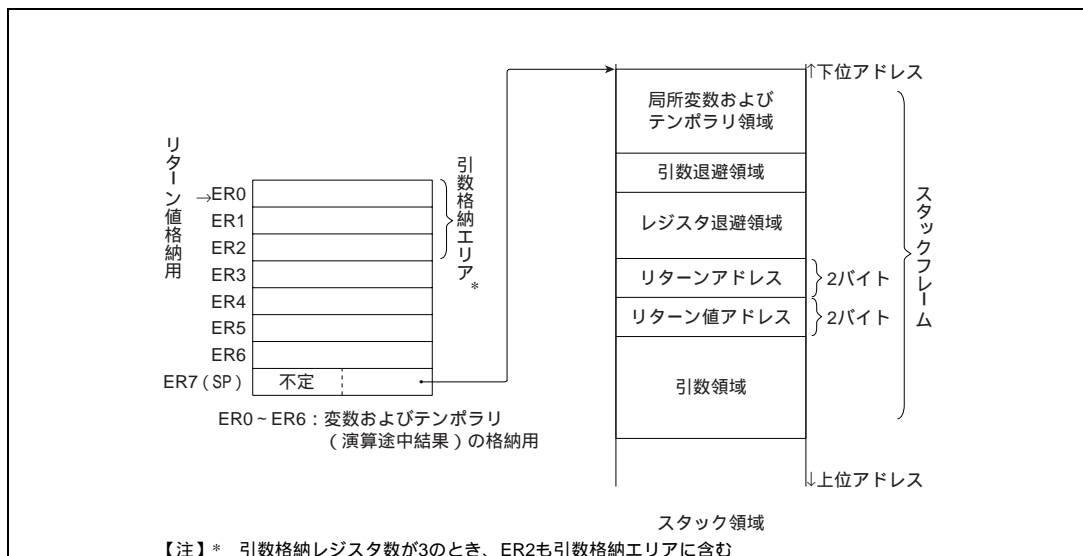 リターン値格納用
→ER0
ER1
ER2
ER3
ER4
ER5
ER6
ER7(SP)
不定
引数格納エリア*
ER0~ER6:変数およびテンポラリ
(演算途中結果)の格納用
↑下位アドレス
局所変数および
テンポラリ領域
引数退避領域
レジスタ退避領域
リターンアドレス
2バイト
リターン値アドレス
2バイト
引数領域
スタックフレーム
↓上位アドレス
スタック領域
【注】* 引数格納レジスタ数が3のとき、ER2も引数格納エリアに含む